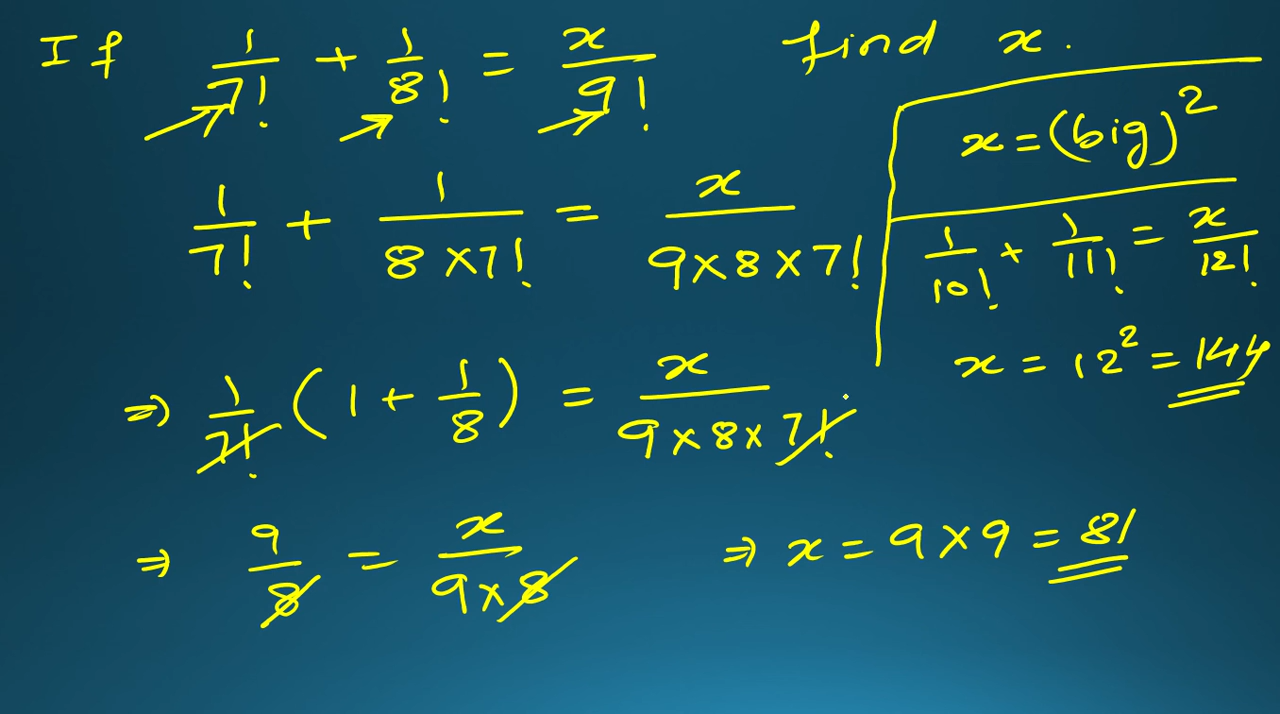 If 1/7! + 1/8! = x/9! find x.
1/7! + 1/(8×7!) = x/(9×8×7!)
⇒ 1/7! (1 + 1/8) = x/(9×8×7!)
⇒ 9/8 = x/(9×8) ⇒ x = 9×9 = 81
x = (big)²
1/10! + 1/11! = x/12!
x = 12² = 144